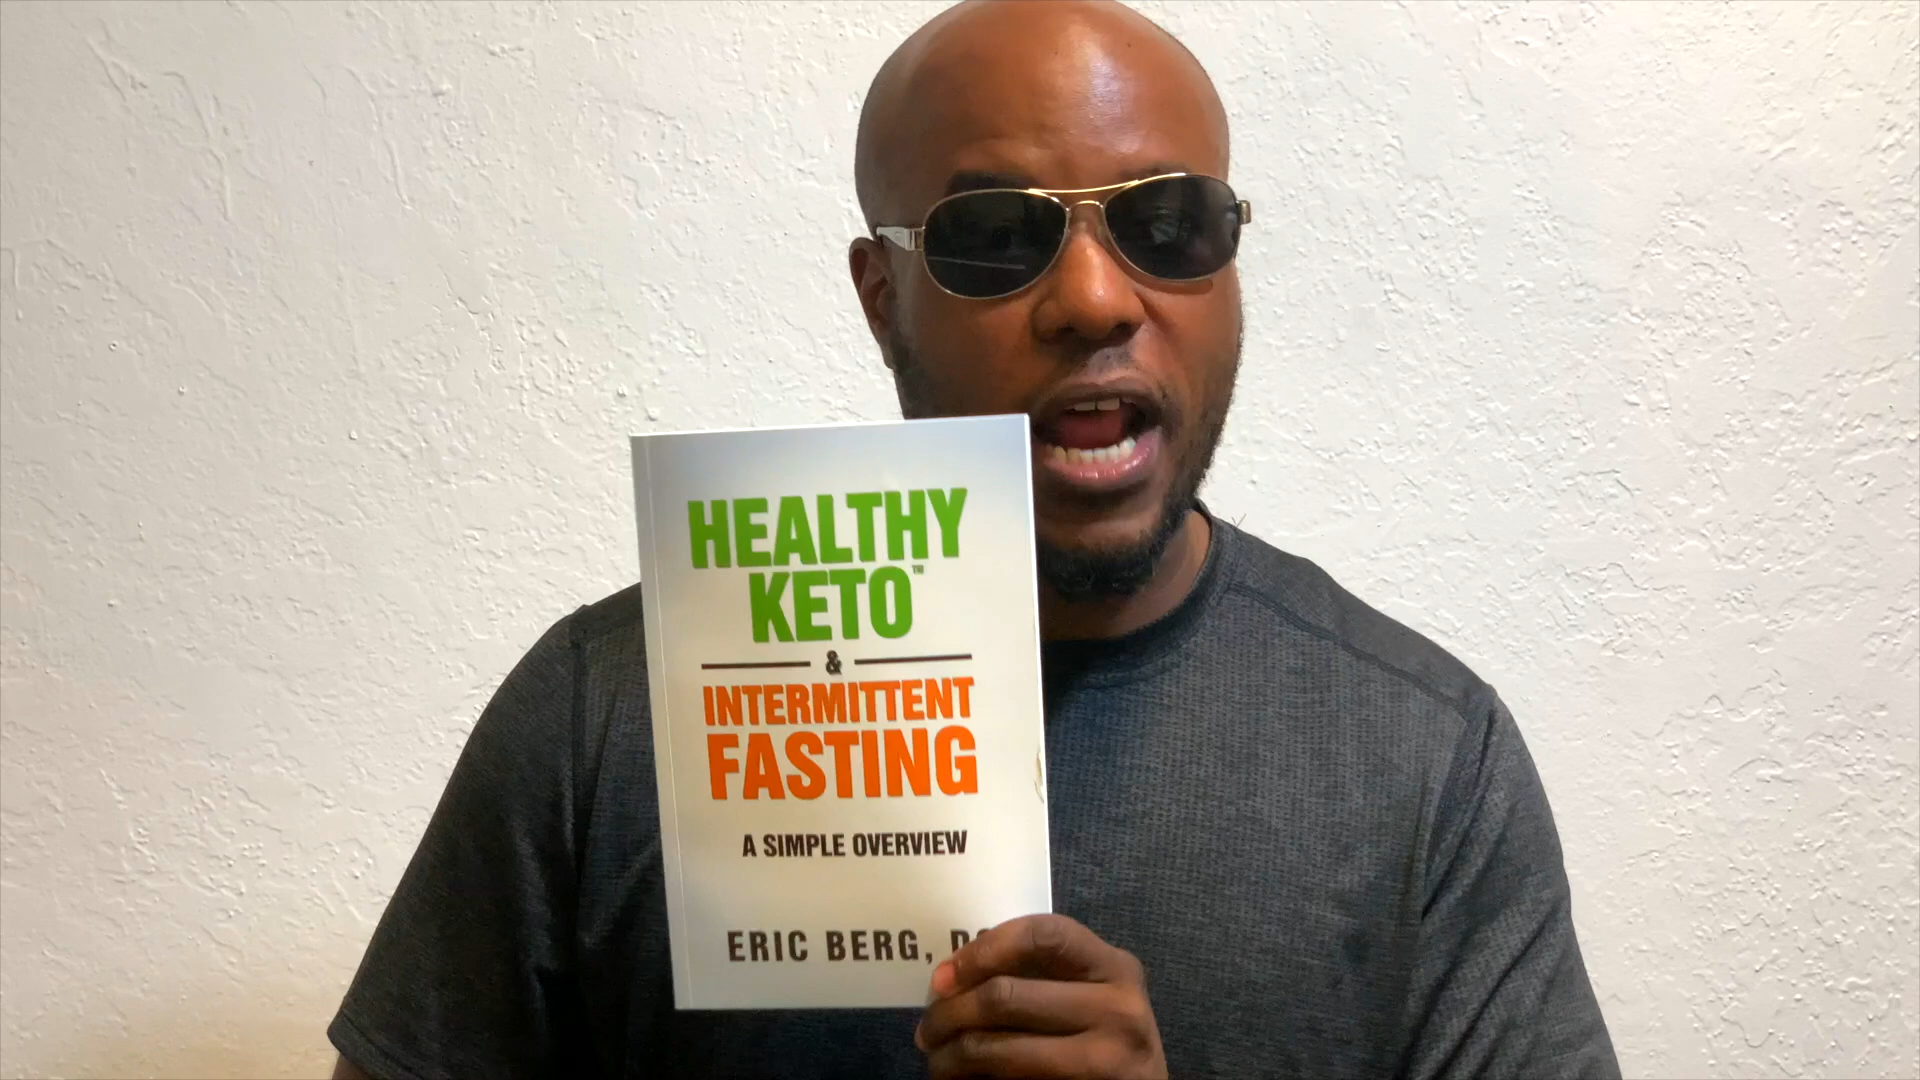 HEALTHY
KETO™
&
INTERMITTENT
FASTING
A SIMPLE OVERVIEW
ERIC BERG,